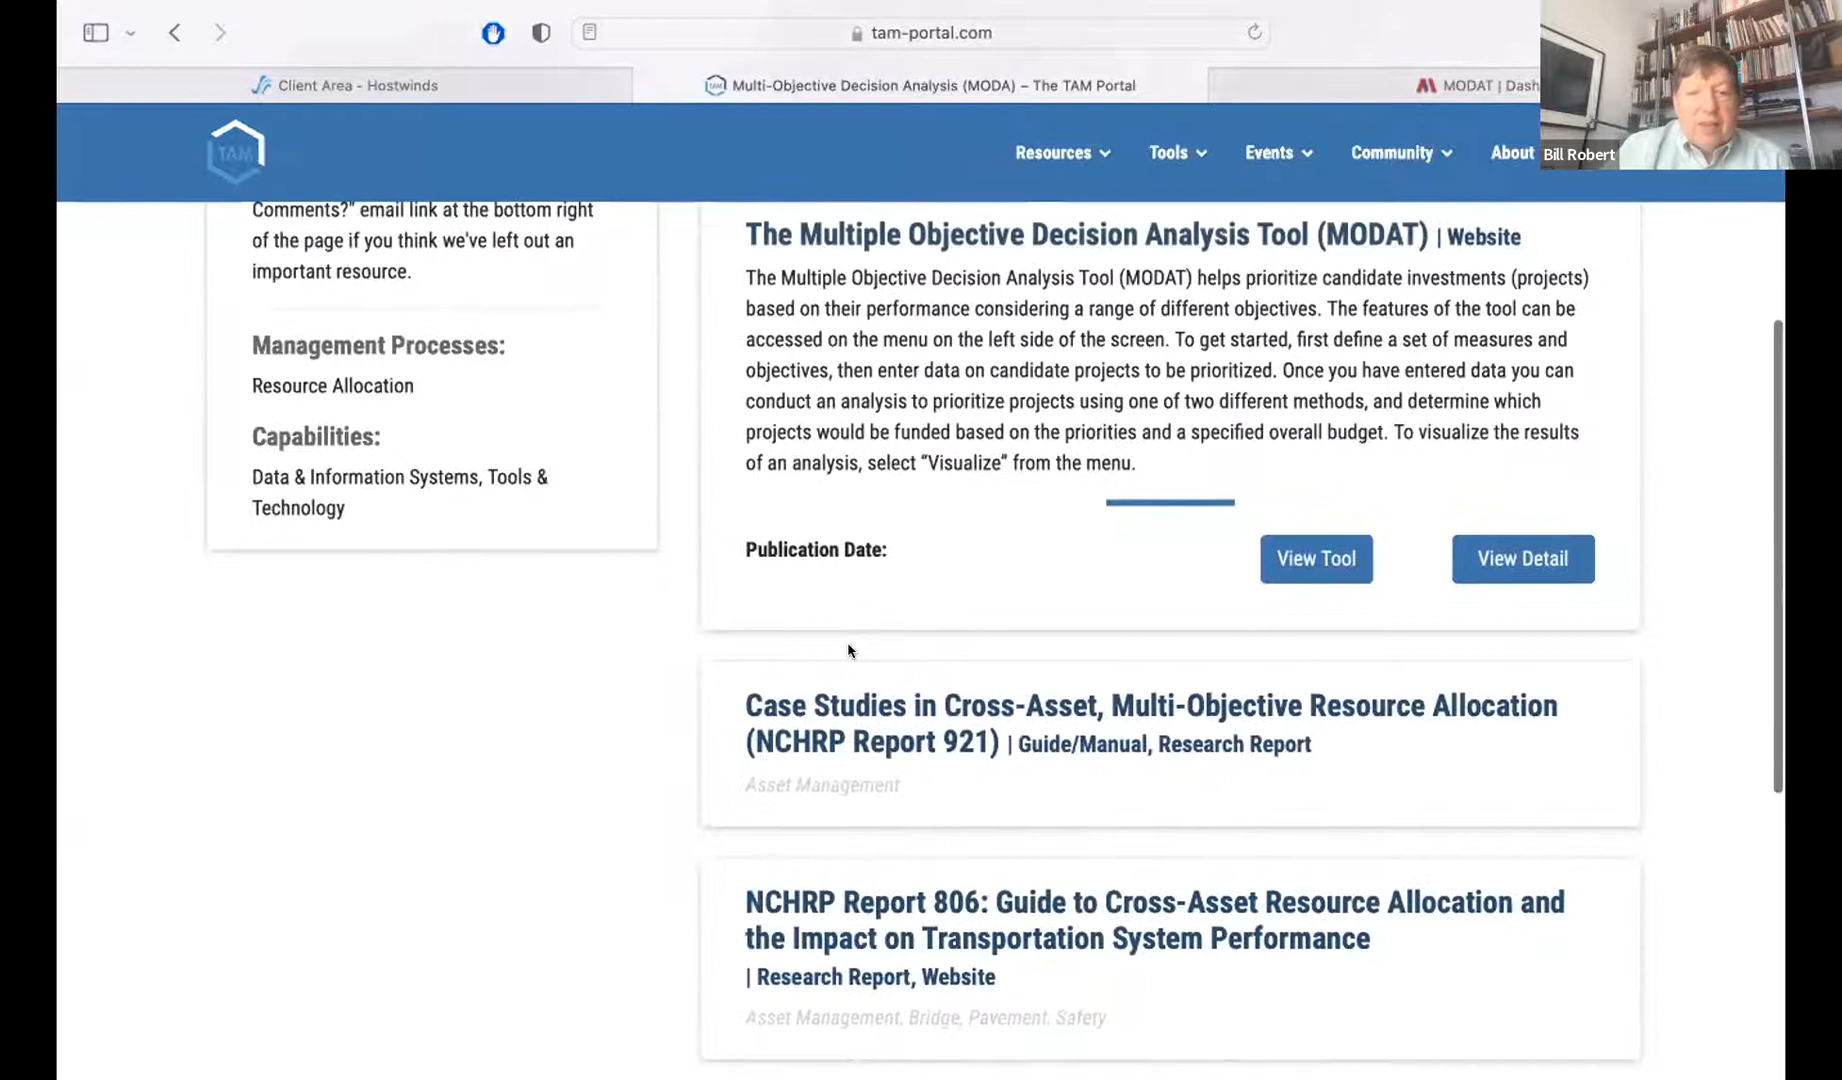 tam-portal.com
Client Area - Hostwinds
Multi-Objective Decision Analysis (MODA) – The TAM Portal
MODAT | Dash
TAM
Resources
Tools
Events
Community
About
Bill Robert
Comments?" email link at the bottom right
of the page if you think we've left out an
important resource.
Management Processes:
Resource Allocation
Capabilities:
Data & Information Systems, Tools &
Technology
The Multiple Objective Decision Analysis Tool (MODAT) | Website
The Multiple Objective Decision Analysis Tool (MODAT) helps prioritize candidate investments (projects)
based on their performance considering a range of different objectives. The features of the tool can be
accessed on the menu on the left side of the screen. To get started, first define a set of measures and
objectives, then enter data on candidate projects to be prioritized. Once you have entered data you can
conduct an analysis to prioritize projects using one of two different methods, and determine which
projects would be funded based on the priorities and a specified overall budget. To visualize the results
of an analysis, select “Visualize” from the menu.
Publication Date:
View Tool
View Detail
Case Studies in Cross-Asset, Multi-Objective Resource Allocation
(NCHRP Report 921) | Guide/Manual, Research Report
Asset Management
NCHRP Report 806: Guide to Cross-Asset Resource Allocation and
the Impact on Transportation System Performance
| Research Report, Website
Asset Management, Bridge, Pavement, Safety